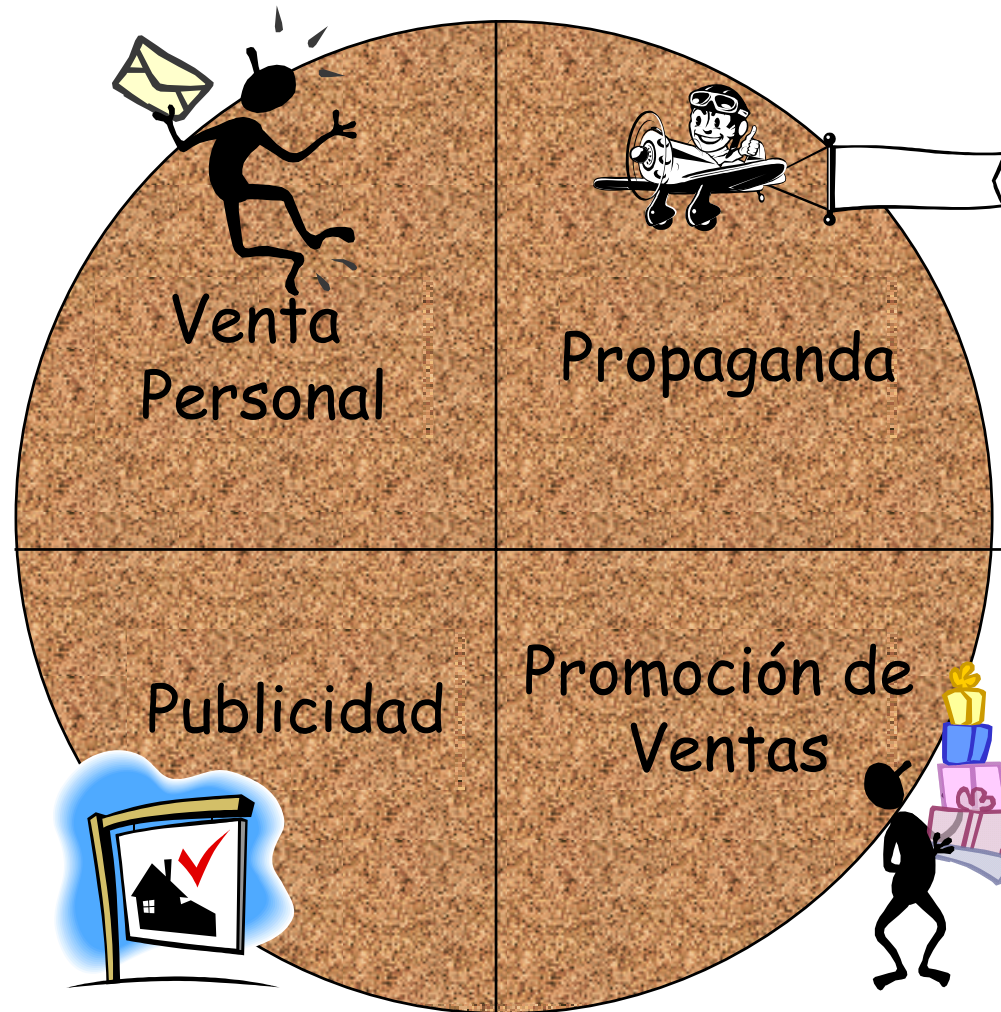 Venta
Personal
Propaganda
Publicidad
Promoción de
Ventas